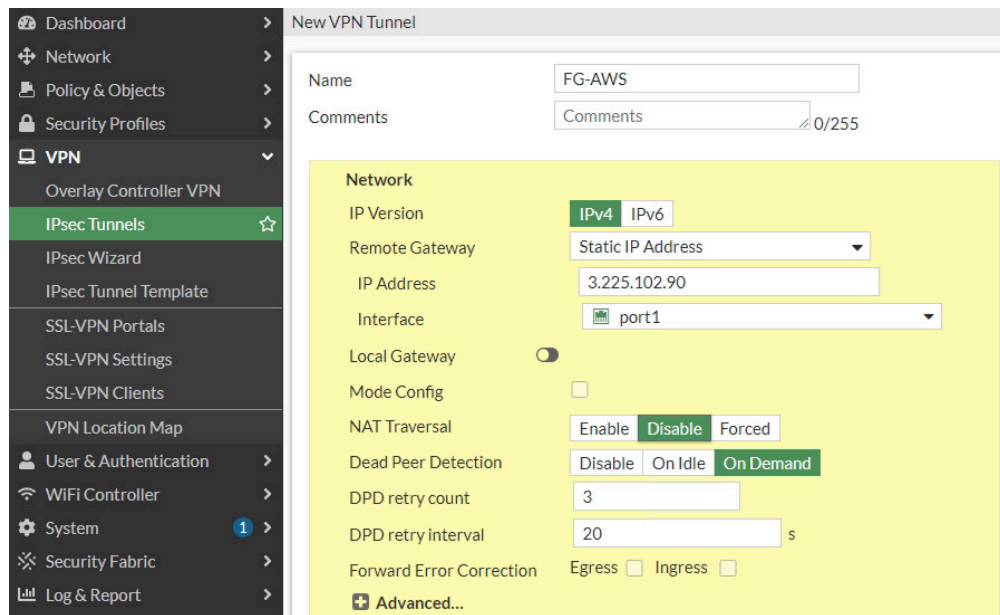 Dashboard
Network
Policy & Objects
Security Profiles
VPN
Overlay Controller VPN
IPsec Tunnels
IPsec Wizard
IPsec Tunnel Template
SSL-VPN Portals
SSL-VPN Settings
SSL-VPN Clients
VPN Location Map
User & Authentication
WiFi Controller
System 1
Security Fabric
Log & Report
New VPN Tunnel
Name FG-AWS
Comments Comments 0/255
Network
IP Version IPv4 IPv6
Remote Gateway Static IP Address
IP Address 3.225.102.90
Interface port1
Local Gateway
Mode Config
NAT Traversal Enable Disable Forced
Dead Peer Detection Disable On Idle On Demand
DPD retry count 3
DPD retry interval 20 s
Forward Error Correction Egress Ingress
Advanced...